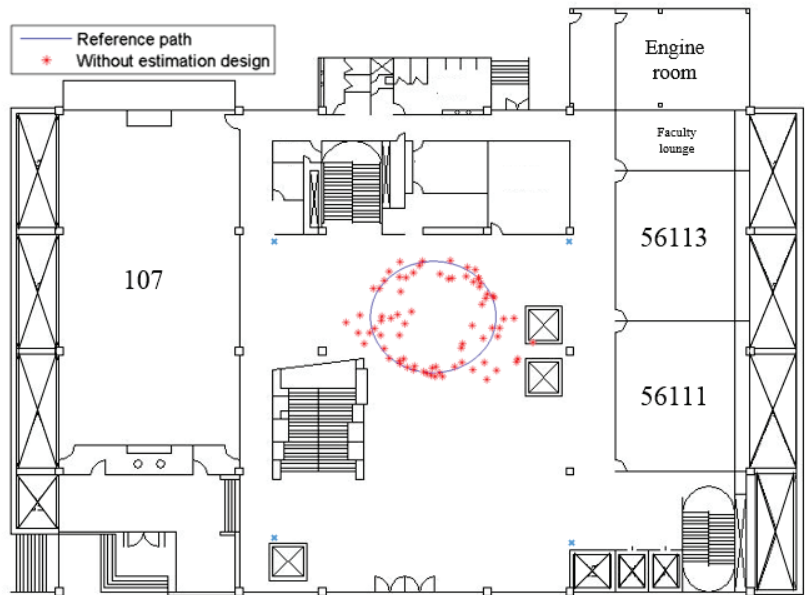 Reference path
Without estimation design
Engine
room
Faculty
lounge
56113
107
56111